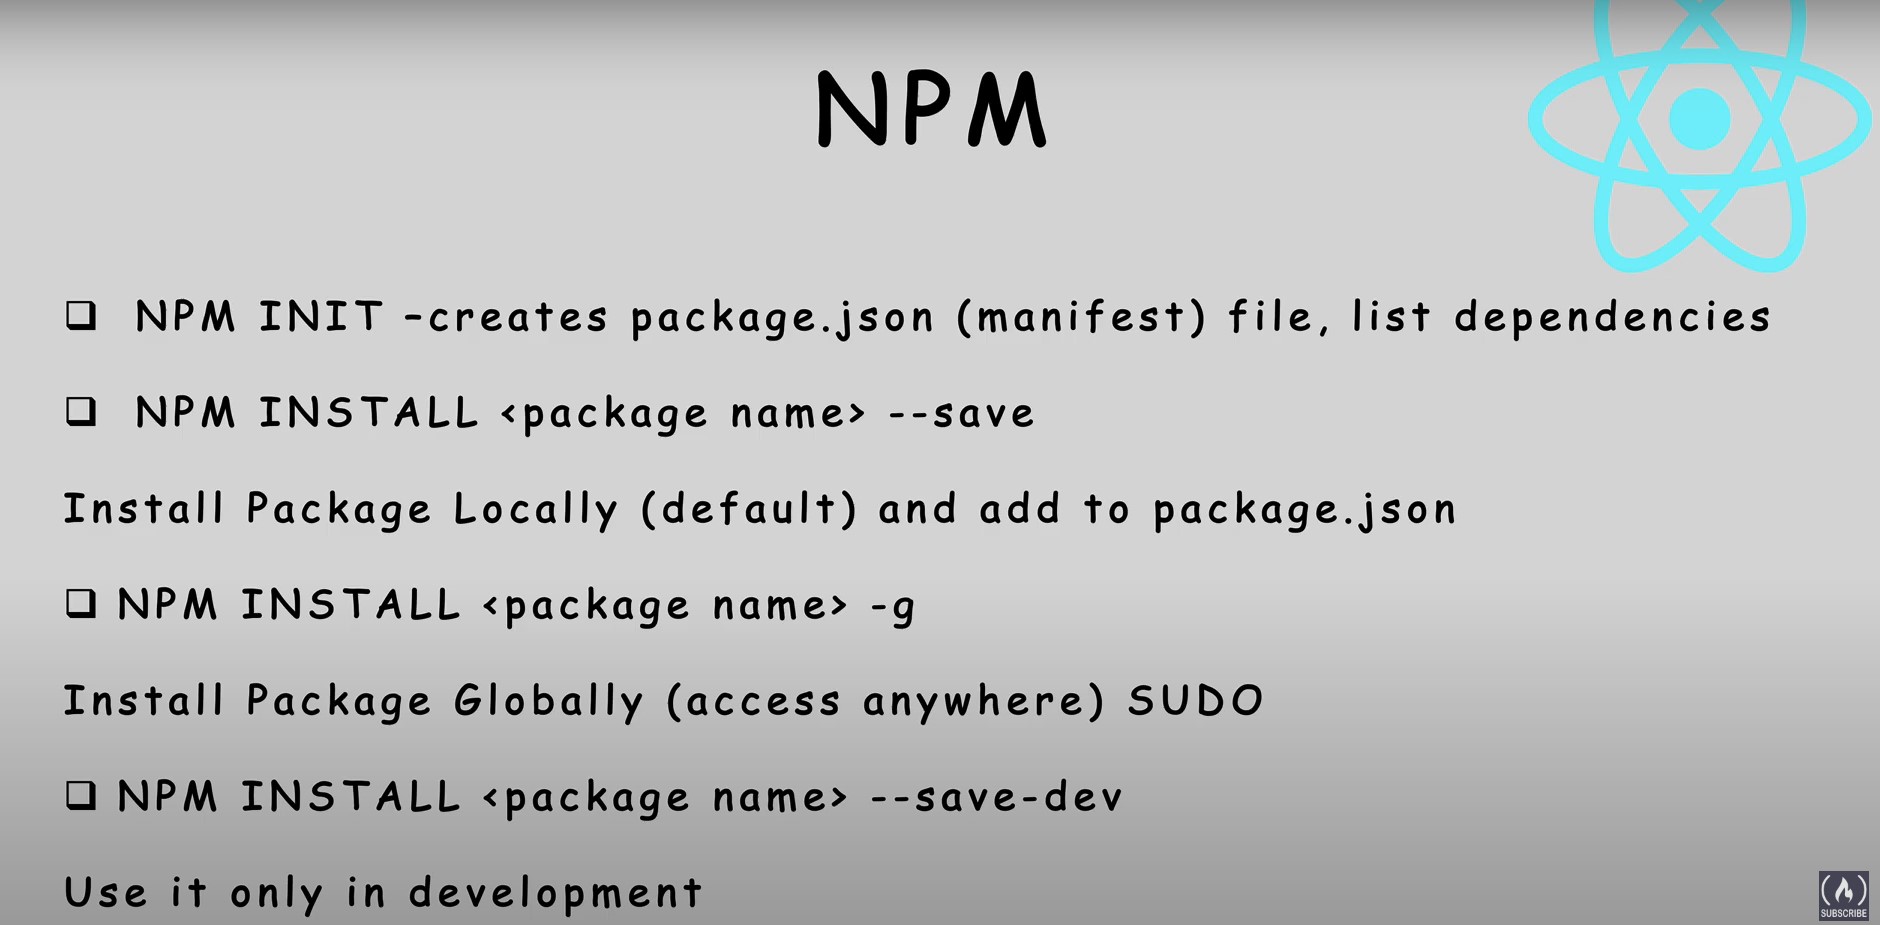 NPM
❑ NPM INIT -creates package.json (manifest) file, list dependencies
❑ NPM INSTALL <package name> --save
Install Package Locally (default) and add to package.json
❑ NPM INSTALL <package name> -g
Install Package Globally (access anywhere) SUDO
❑ NPM INSTALL <package name> --save-dev
Use it only in development
SUBSCRIBE